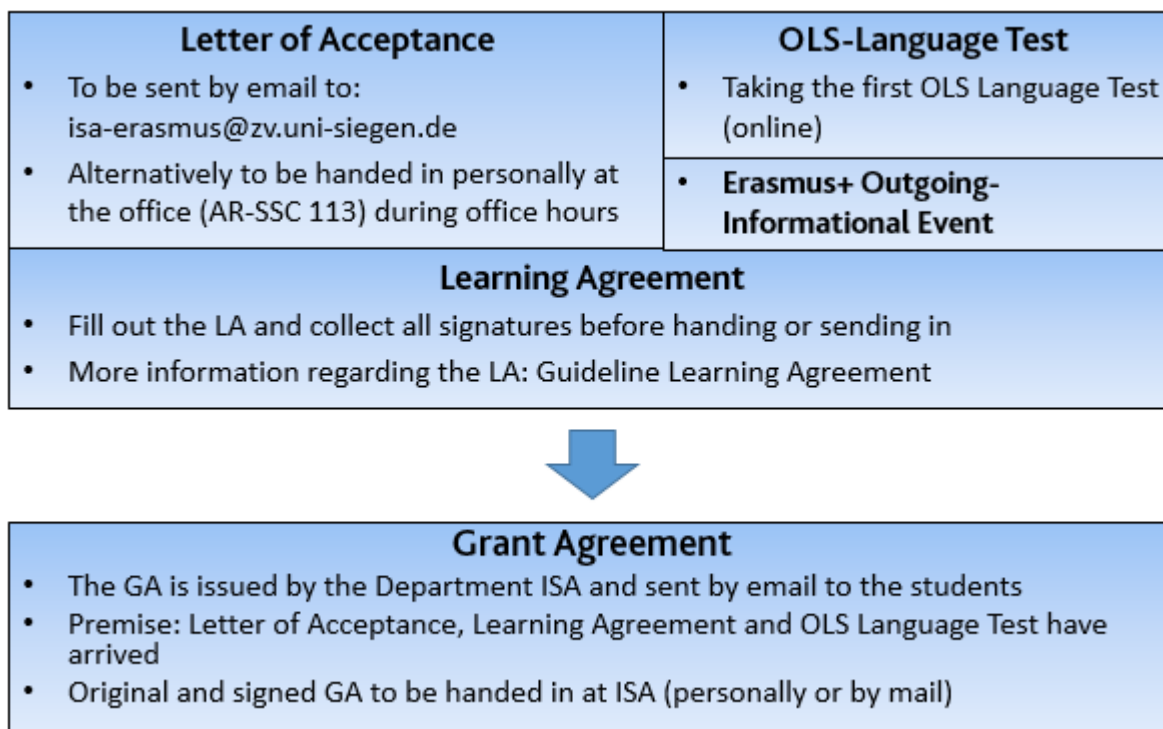 Letter of Acceptance
• To be sent by email to:
isa-erasmus@zv.uni-siegen.de
• Alternatively to be handed in personally at
the office (AR-SSC 113) during office hours
OLS-Language Test
• Taking the first OLS Language Test
(online)
• Erasmus+ Outgoing-
Informational Event
Learning Agreement
• Fill out the LA and collect all signatures before handing or sending in
• More information regarding the LA: Guideline Learning Agreement
Grant Agreement
• The GA is issued by the Department ISA and sent by email to the students
• Premise: Letter of Acceptance, Learning Agreement and OLS Language Test have
arrived
• Original and signed GA to be handed in at ISA (personally or by mail)